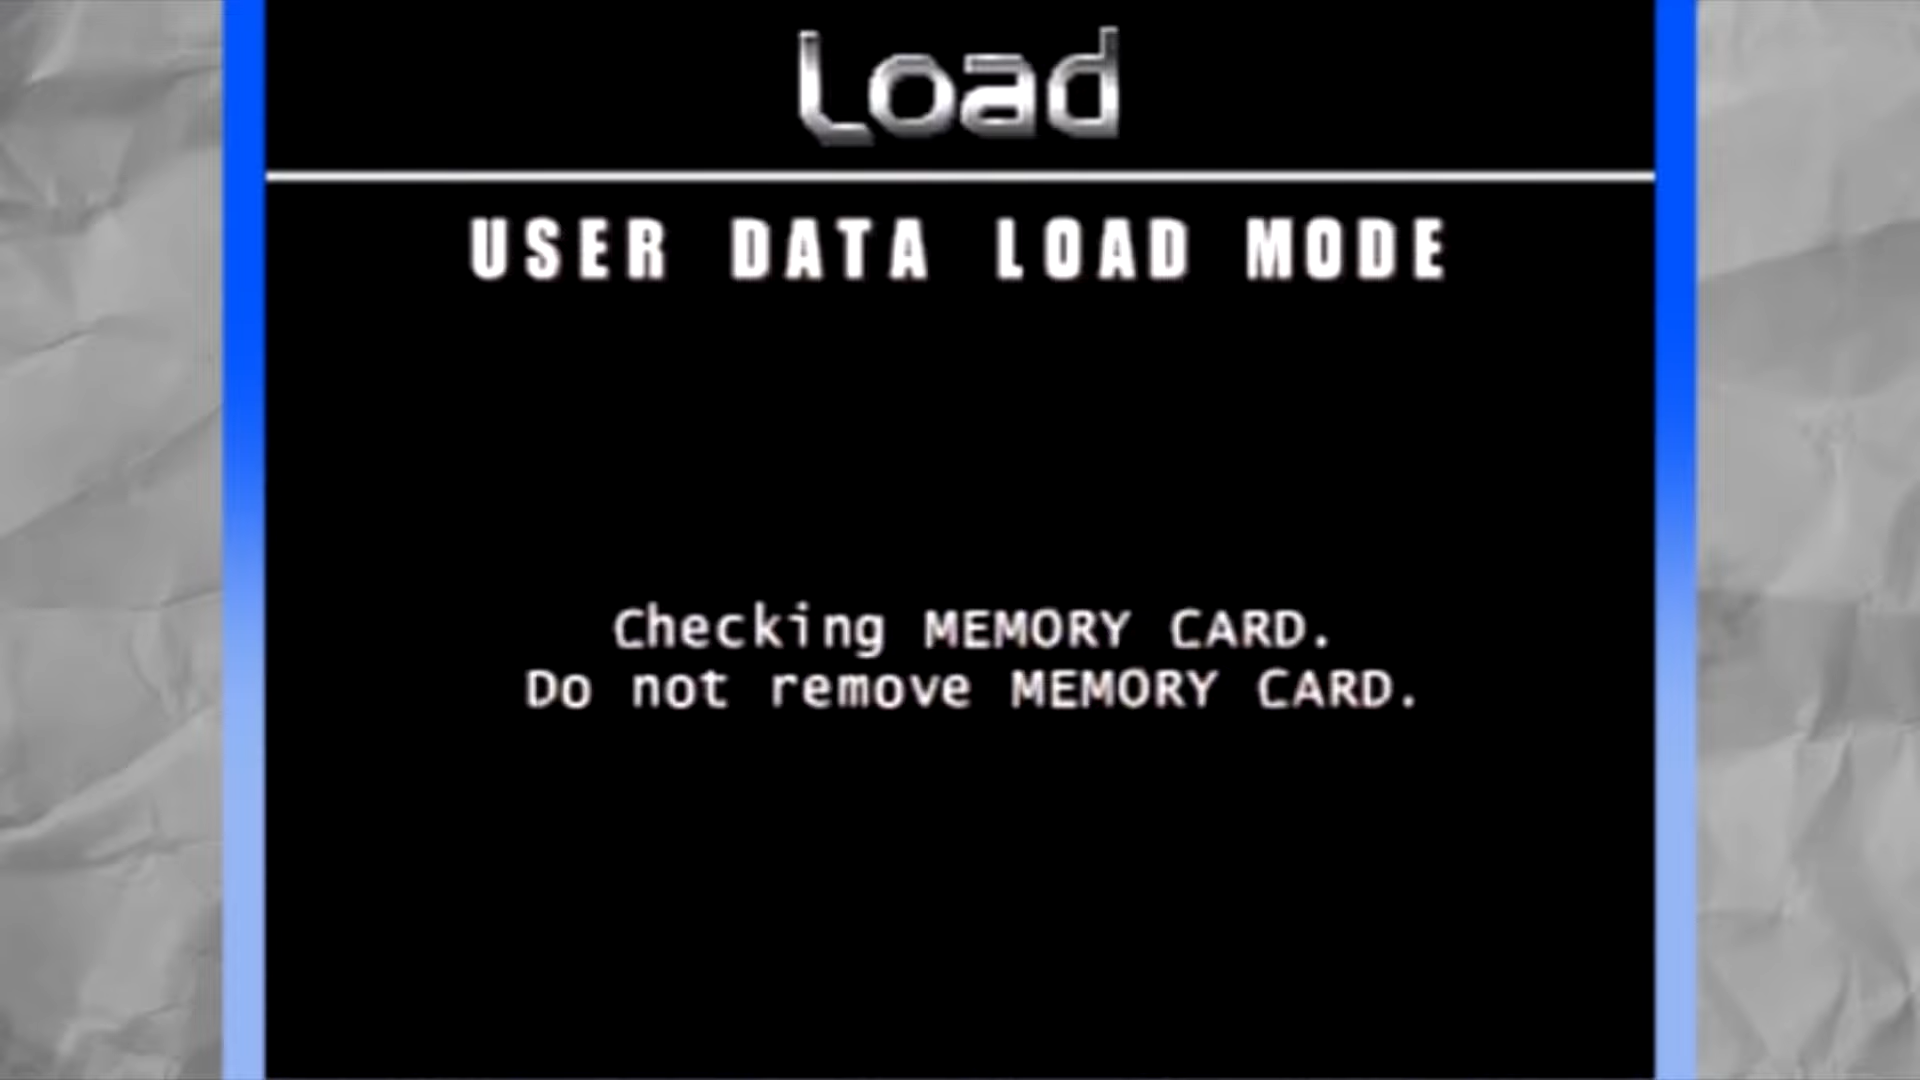 Load
USER DATA LOAD MODE
Checking MEMORY CARD.
Do not remove MEMORY CARD.